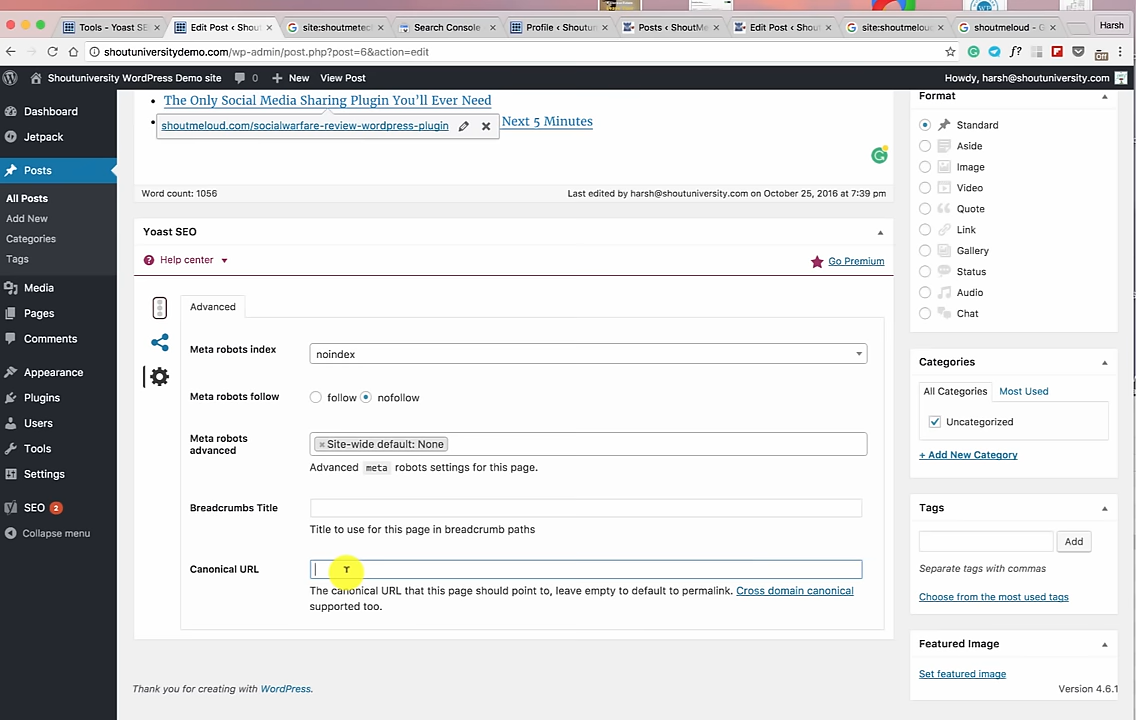 Tools - Yoast SE
Edit Post ‹ Shout
site:shoutmetech
Search Console
Profile ‹ Shoutun
Posts ‹ ShoutMe
Edit Post ‹ Shou
site:shoutmeloud
shoutmeloud - G
Harsh
shoutuniversitydemo.com/wp-admin/post.php?post=6&action=edit
f?
Off
Shoutuniversity WordPress Demo site
0
New
View Post
Howdy, harsh@shoutuniversity.com
Dashboard
Jetpack
Posts
All Posts
Add New
Categories
Tags
Media
Pages
Comments
Appearance
Plugins
Users
Tools
Settings
SEO 2
Collapse menu
The Only Social Media Sharing Plugin You'll Ever Need
shoutmeloud.com/socialwarfare-review-wordpress-plugin
Next 5 Minutes
Word count: 1056
Last edited by harsh@shoutuniversity.com on October 25, 2016 at 7:39 pm
Yoast SEO
Help center
Go Premium
Advanced
Meta robots index
noindex
Meta robots follow
follow
nofollow
Meta robots
advanced
×Site-wide default: None
Advanced meta robots settings for this page.
Breadcrumbs Title
Title to use for this page in breadcrumb paths
Canonical URL
The canonical URL that this page should point to, leave empty to default to permalink. Cross domain canonical
supported too.
Thank you for creating with WordPress.
Format
Standard
Aside
Image
Video
Quote
Link
Gallery
Status
Audio
Chat
Categories
All Categories
Most Used
Uncategorized
+ Add New Category
Tags
Add
Separate tags with commas
Choose from the most used tags
Featured Image
Set featured image
Version 4.6.1